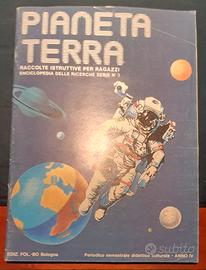 PIANETA
TERRA
RACCOLTE ISTRUTTIVE PER RAGAZZI
ENCICLOPEDIA DELLE RICERCHE SERIE N° 3
EDIZ. FOL.-BO Bologna
Periodico semestrale didattico culturale - ANNO IV
subito